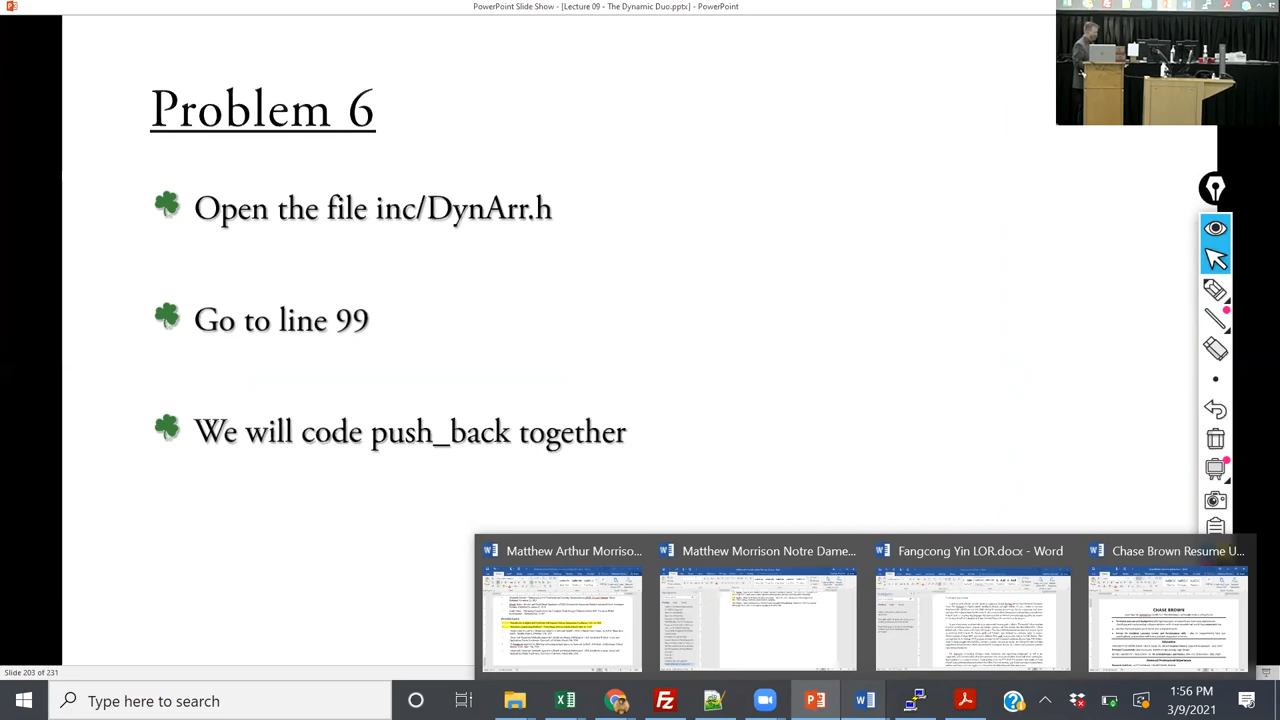 PowerPoint Slide Show - [Lecture 09 - The Dynamic Duo.pptx] - PowerPoint
Problem 6
Open the file inc/DynArr.h
Go to line 99
We will code push_back together
Matthew Arthur Morriso...
Matthew Morrison Notre Dame...
Fangcong Yin LOR.docx - Word
Chase Brown Resume U...
CHASE BROWN
Slide 203 of 231
Type here to search
1:56 PM
3/9/2021